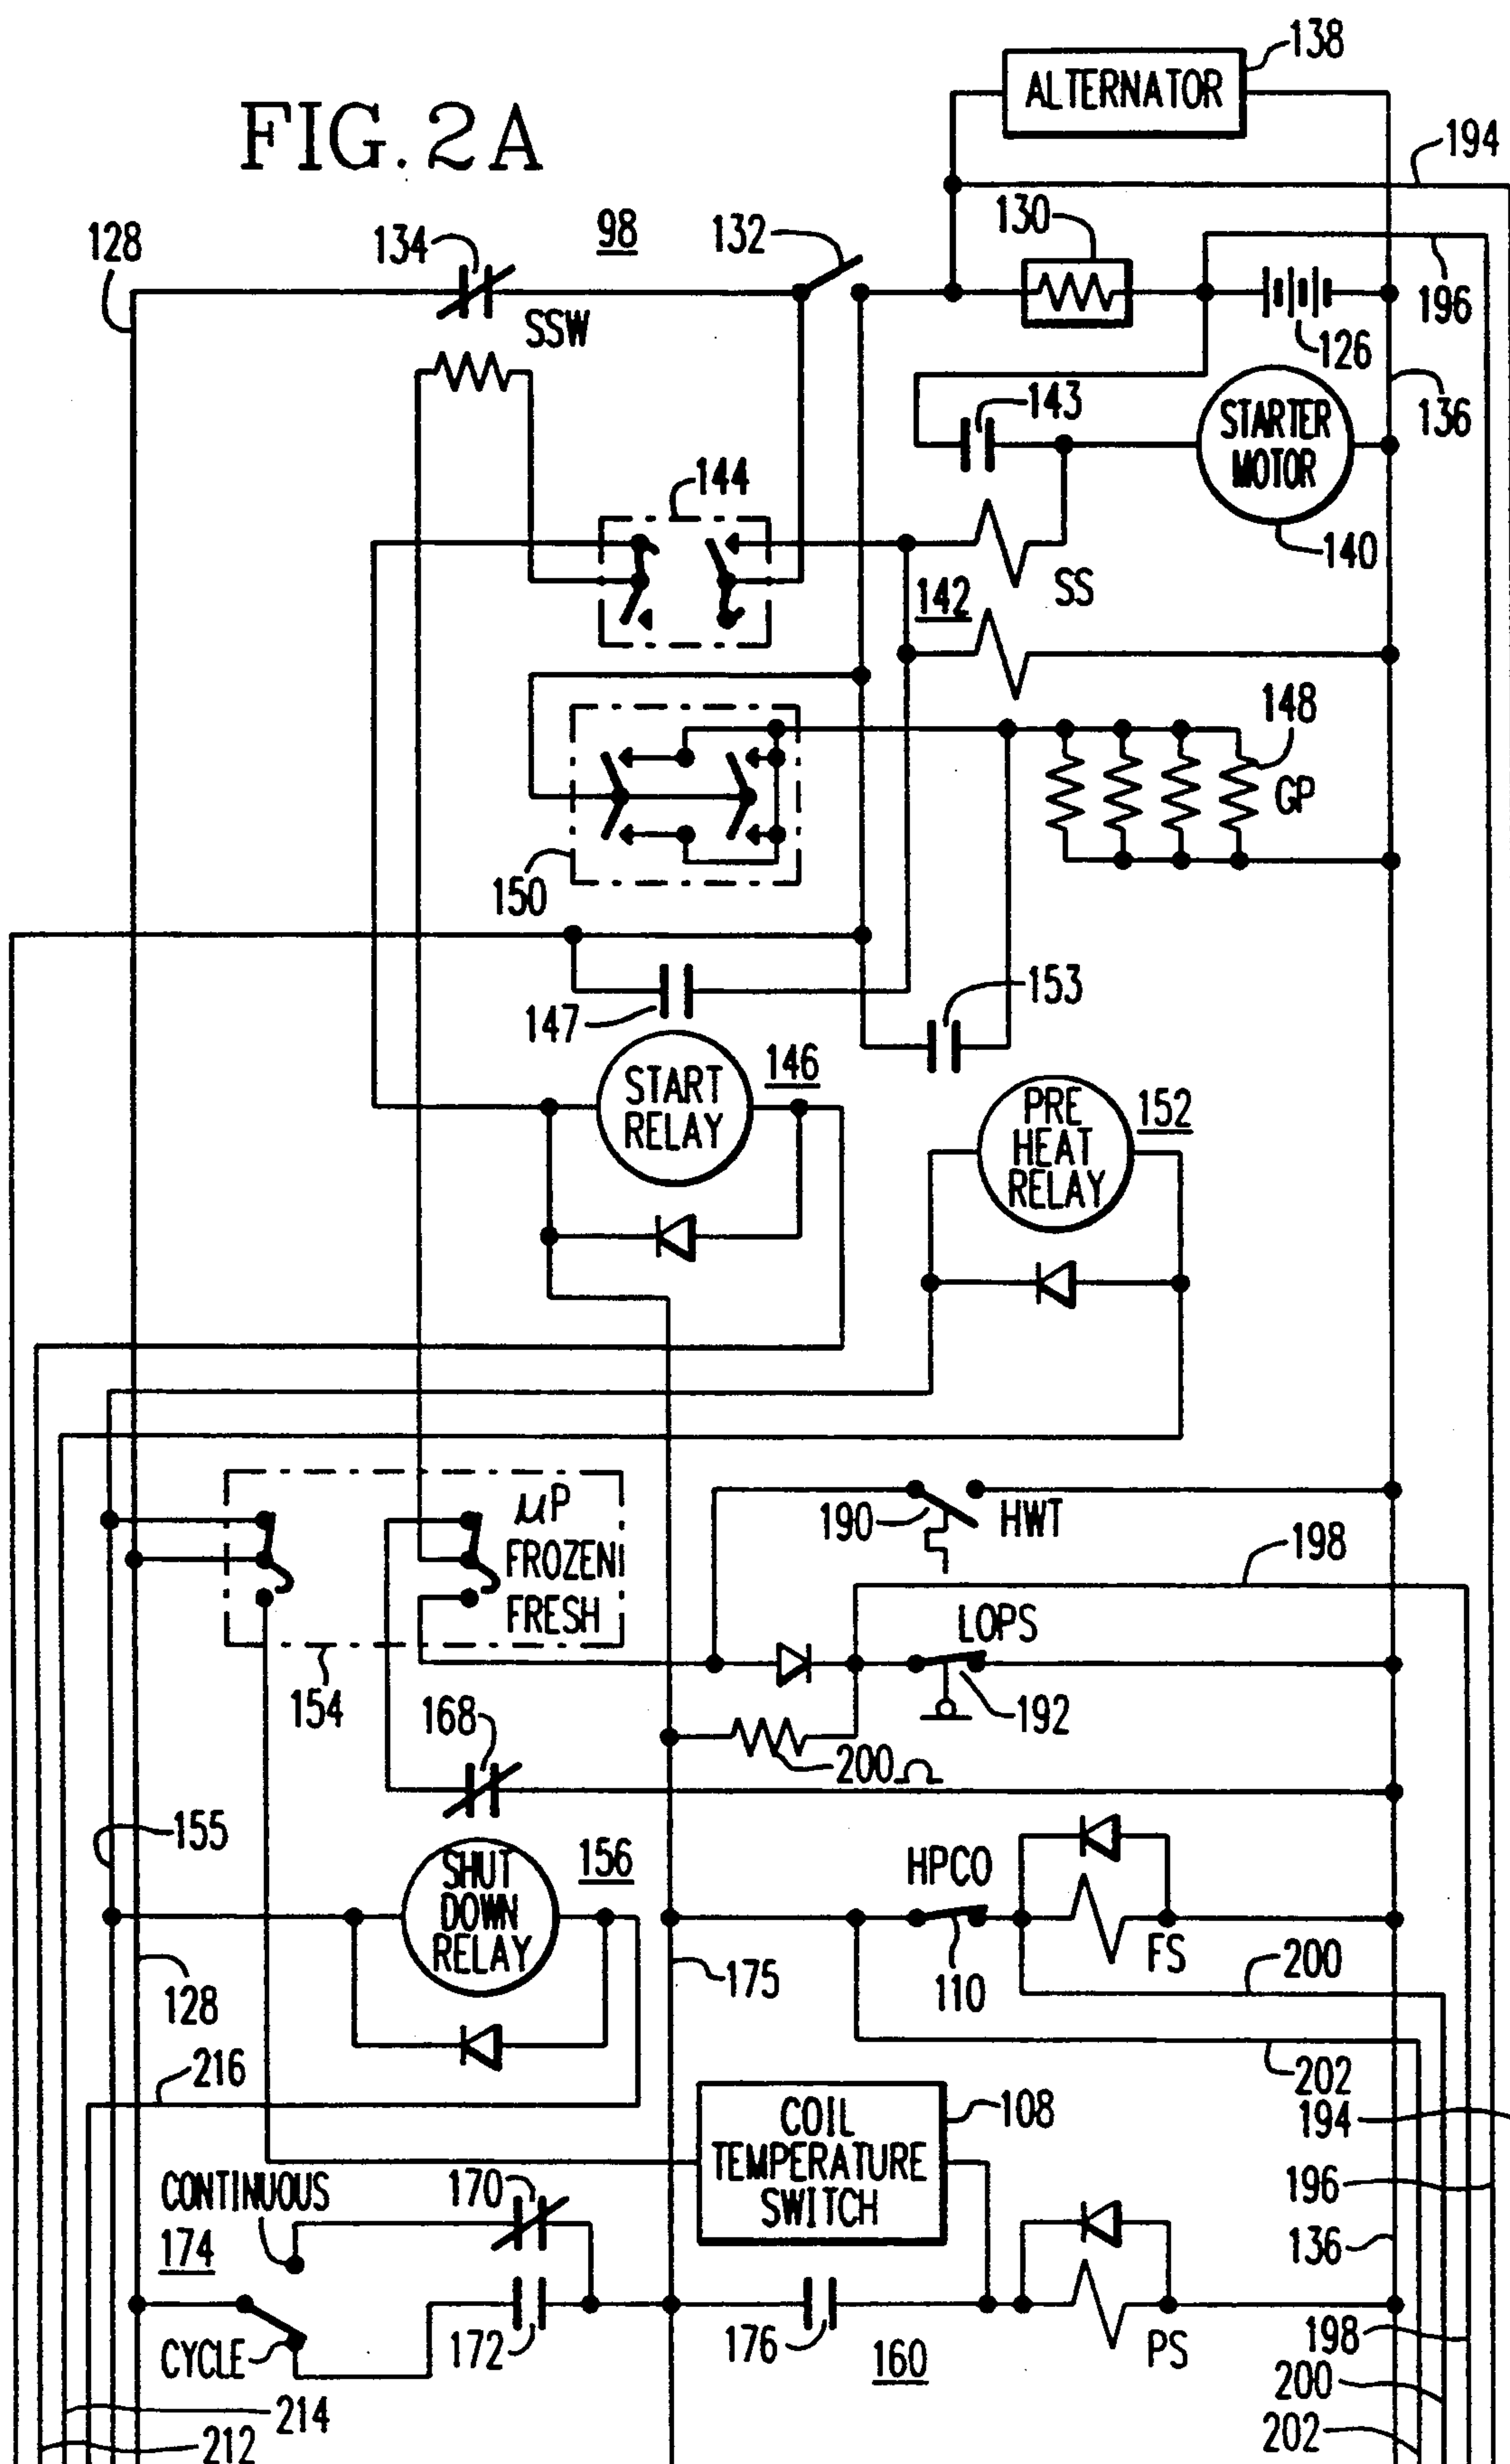 FIG. 2A
138
ALTERNATOR
194
128
134
98
132
130
196
SSW
126
143
136
STARTER
MOTOR
144
140
142
SS
148
GP
150
153
147
START
RELAY
146
PRE
HEAT
RELAY
152
μP
FROZEN
FRESH
190
HWT
198
LOPS
154
168
192
200Ω
155
SHUT
DOWN
RELAY
156
HPCO
FS
128
175
110
200
216
202
COIL
TEMPERATURE
SWITCH
108
194
CONTINUOUS
170
196
174
136
CYCLE
172
176
160
PS
198
200
214
212
202